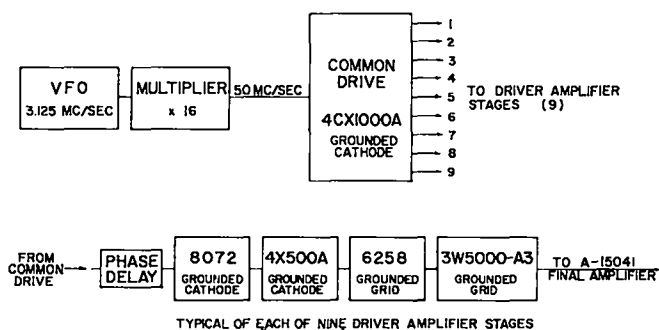 VFO
3.125 MC/SEC
MULTIPLIER
x 16
50 MC/SEC
COMMON
DRIVE
4CX1000A
GROUNDED
CATHODE
1
2
3
4
5
6
7
8
9
TO DRIVER AMPLIFIER
STAGES (9)
FROM
COMMON
DRIVE
PHASE
DELAY
8072
GROUNDED
CATHODE
4X500A
GROUNDED
CATHODE
6258
GROUNDED
GRID
3W5000-A3
GROUNDED
GRID
TO A-15041
FINAL AMPLIFIER
TYPICAL OF EACH OF NINE DRIVER AMPLIFIER STAGES